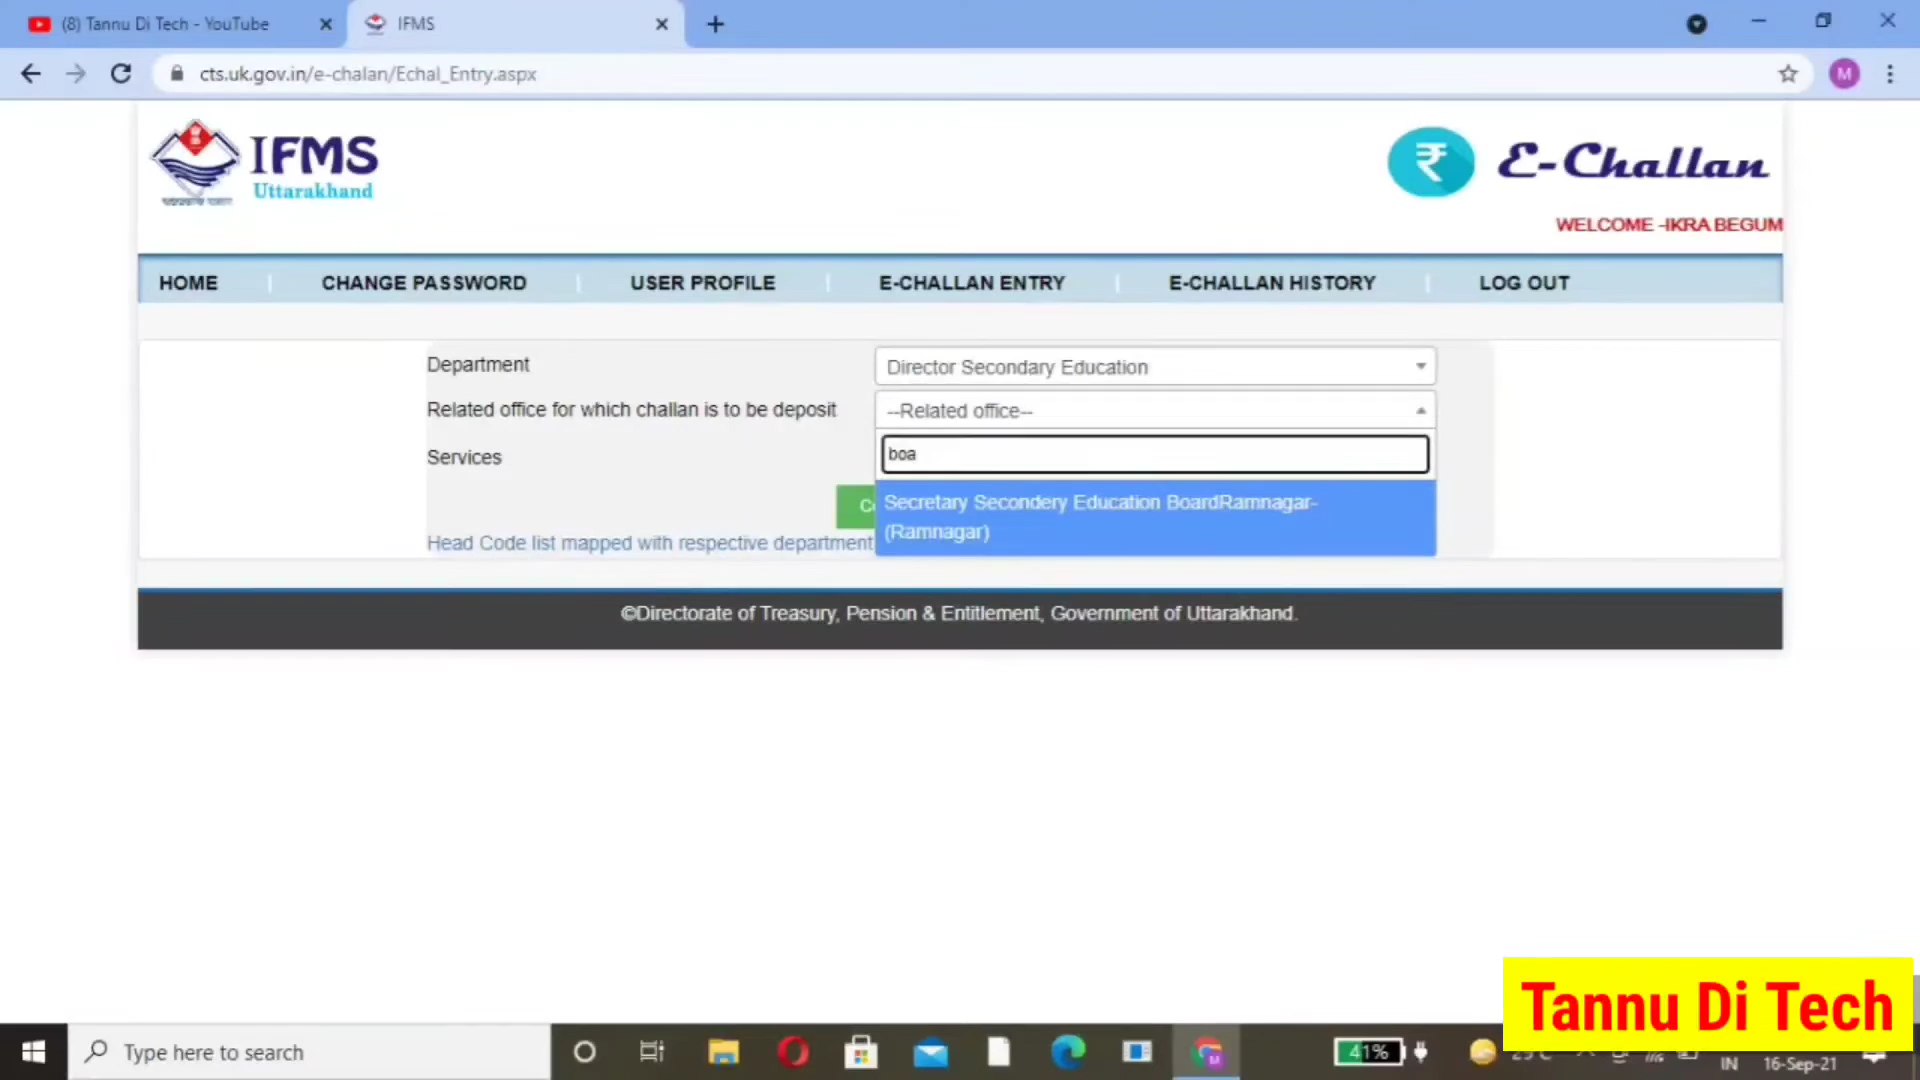 (8) Tannu Di Tech - YouTube
IFMS
cts.uk.gov.in/e-chalan/Echal_Entry.aspx
M
IFMS
Uttarakhand
E-Challan
WELCOME -IKRA BEGUM
HOME
CHANGE PASSWORD
USER PROFILE
E-CHALLAN ENTRY
E-CHALLAN HISTORY
LOG OUT
Department
Director Secondary Education
Related office for which challan is to be deposit
--Related office--
boa
Services
Secretary Secondery Education BoardRamnagar-
(Ramnagar)
Head Code list mapped with respective department
©Directorate of Treasury, Pension & Entitlement, Government of Uttarakhand.
Tannu Di Tech
Type here to search
41%
IN
16-Sep-21